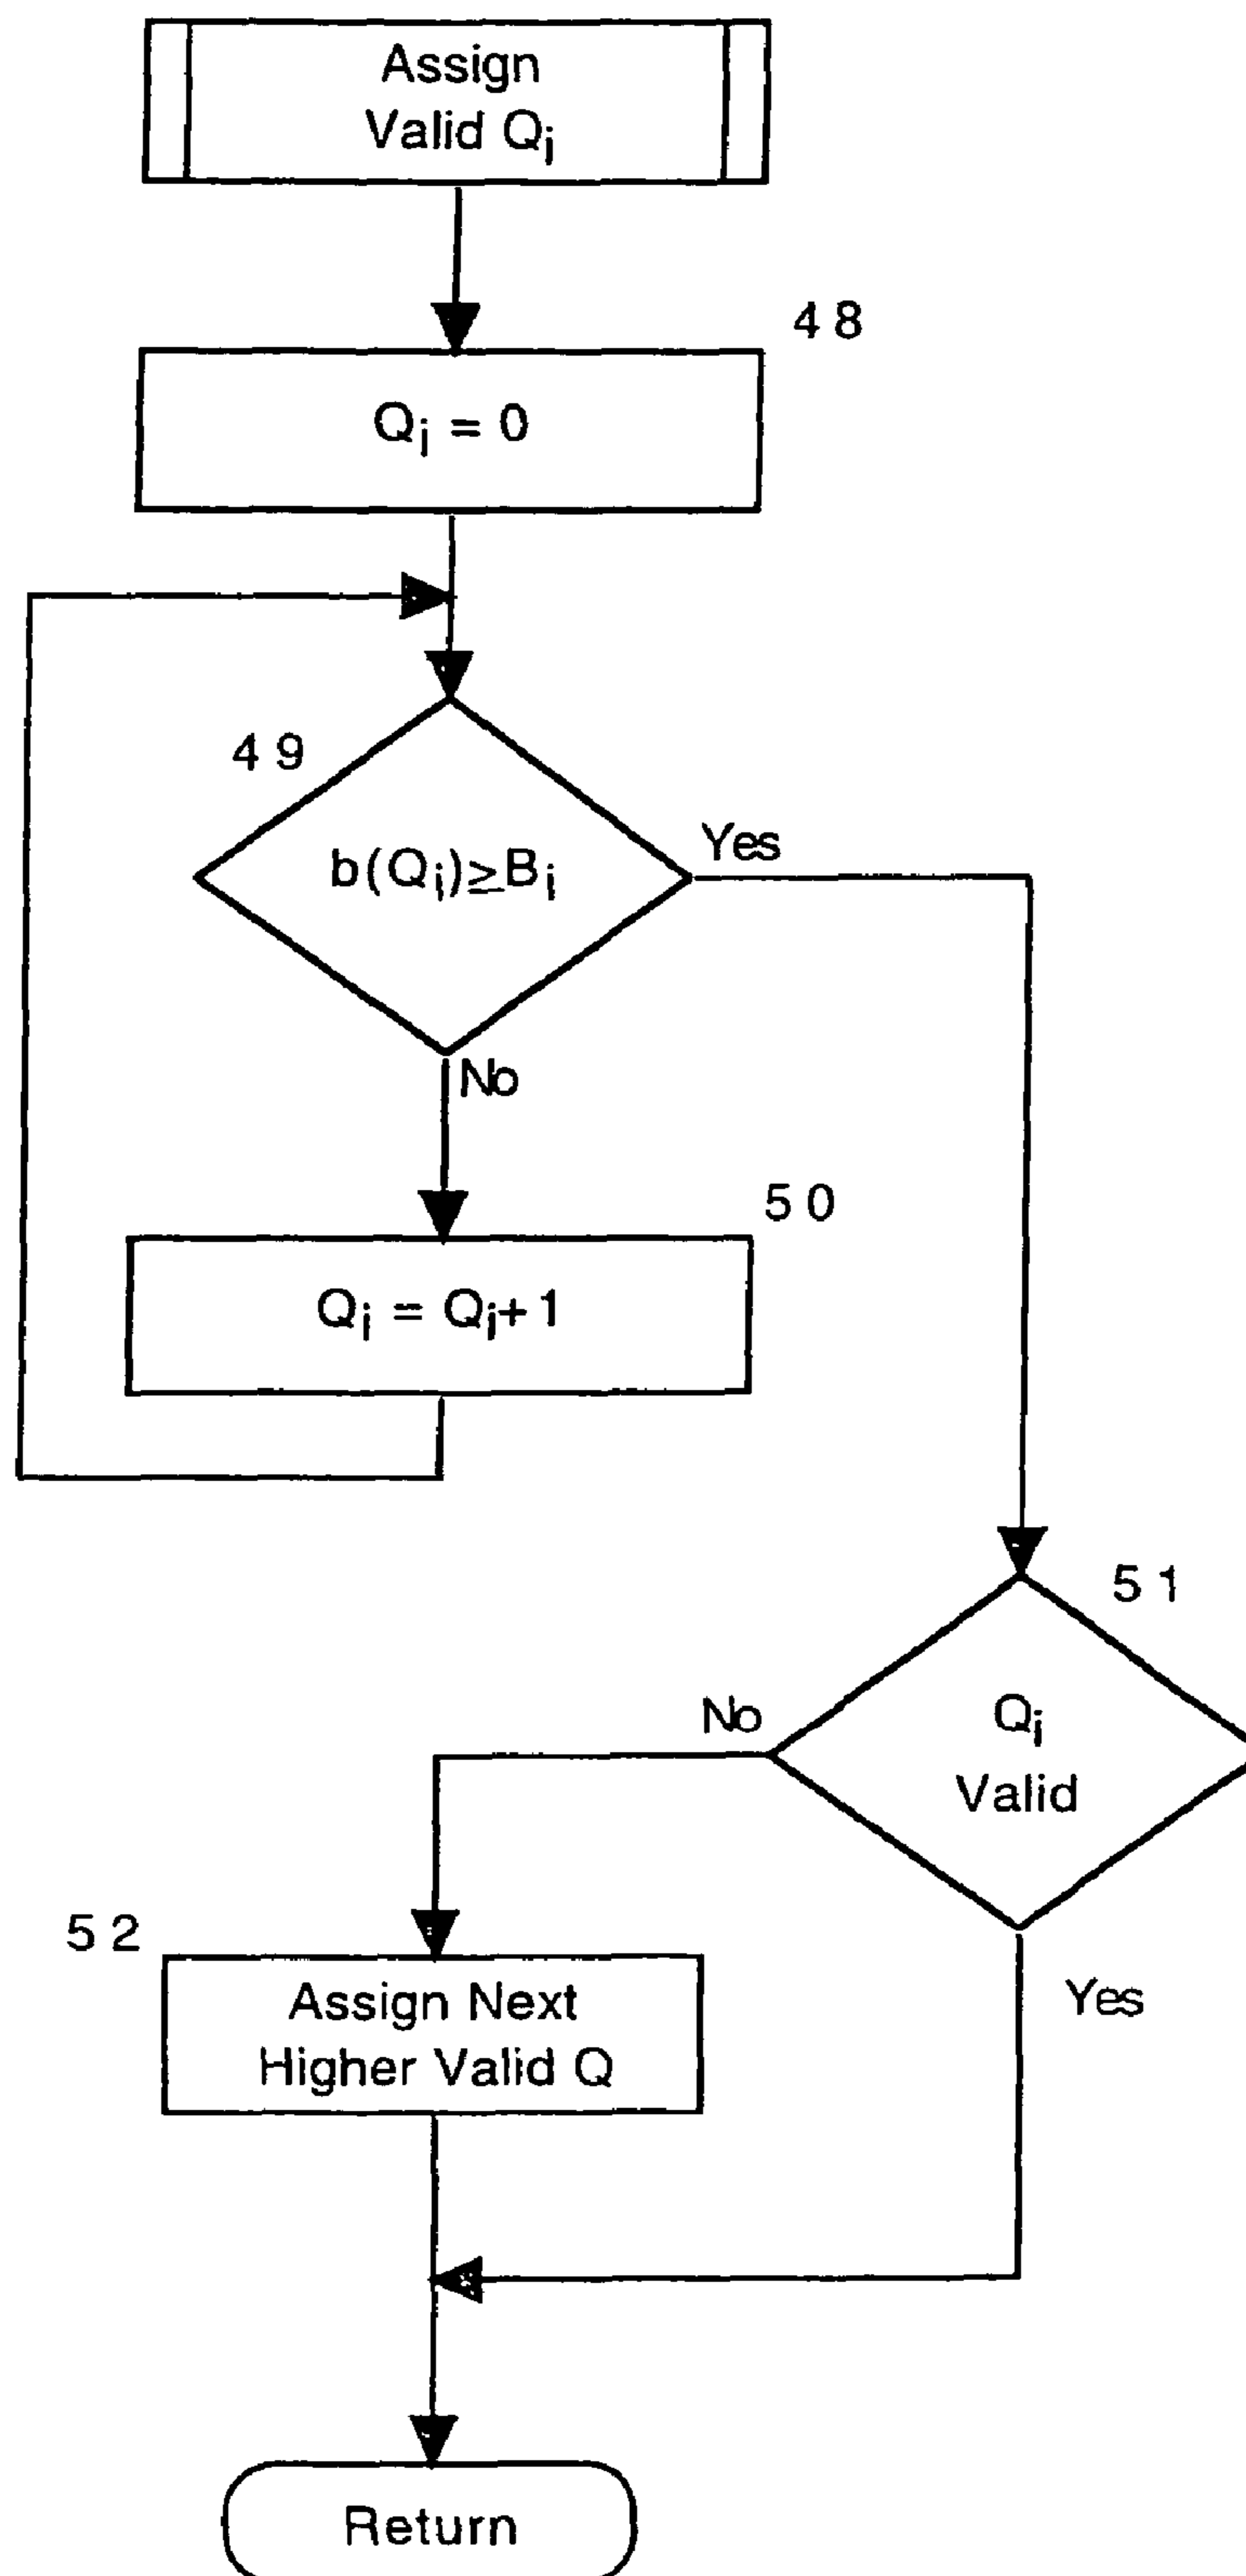 Assign
Valid Qi
48
Qi = 0
49
b(Qi)≥Bi
Yes
No
50
Qi = Qi+1
51
Qi
Valid
No
Yes
52
Assign Next
Higher Valid Q
Return